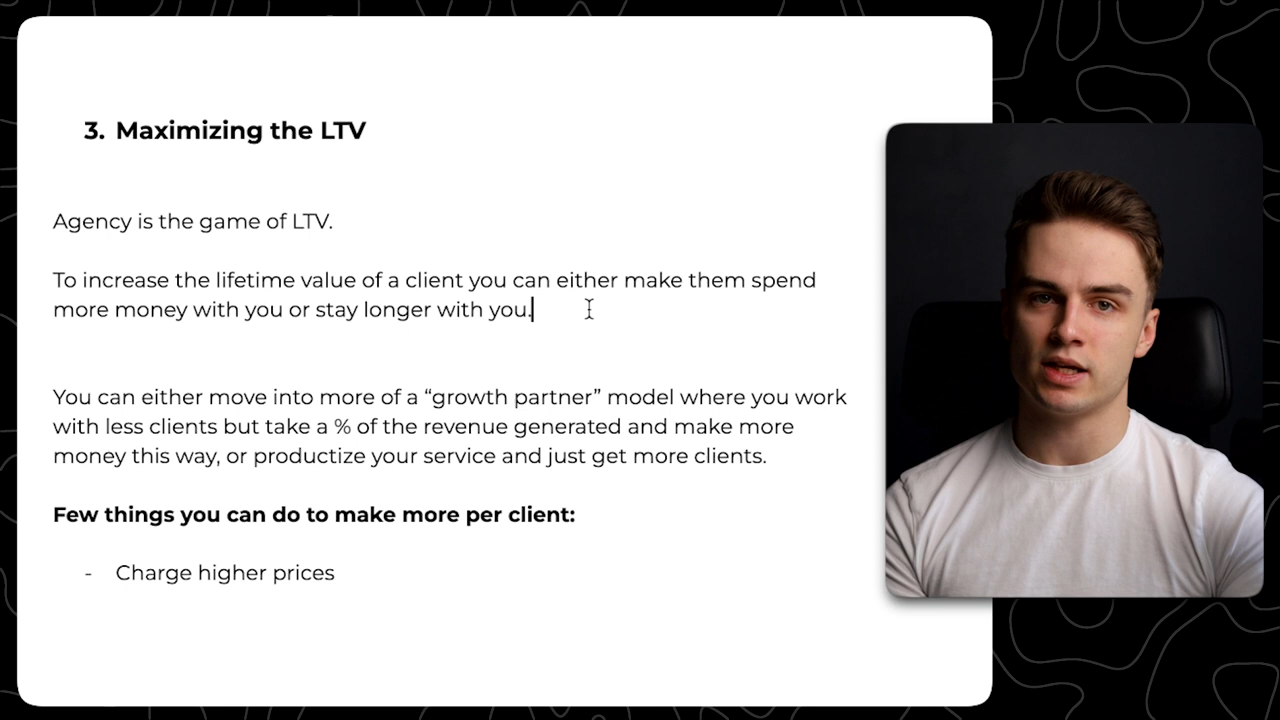 3. Maximizing the LTV
Agency is the game of LTV.
To increase the lifetime value of a client you can either make them spend
more money with you or stay longer with you.
You can either move into more of a “growth partner” model where you work
with less clients but take a % of the revenue generated and make more
money this way, or productize your service and just get more clients.
Few things you can do to make more per client:
- Charge higher prices